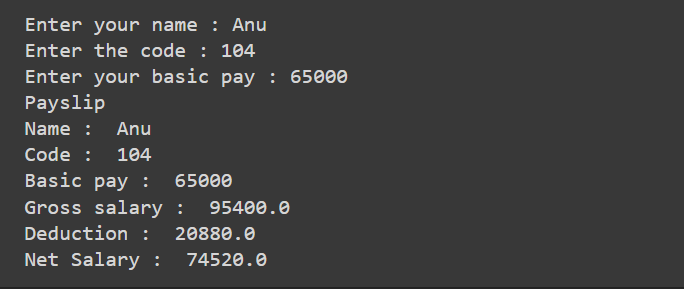 Enter your name : Anu
Enter the code : 104
Enter your basic pay : 65000
Payslip
Name :  Anu
Code :  104
Basic pay :  65000
Gross salary :  95400.0
Deduction :  20880.0
Net Salary :  74520.0